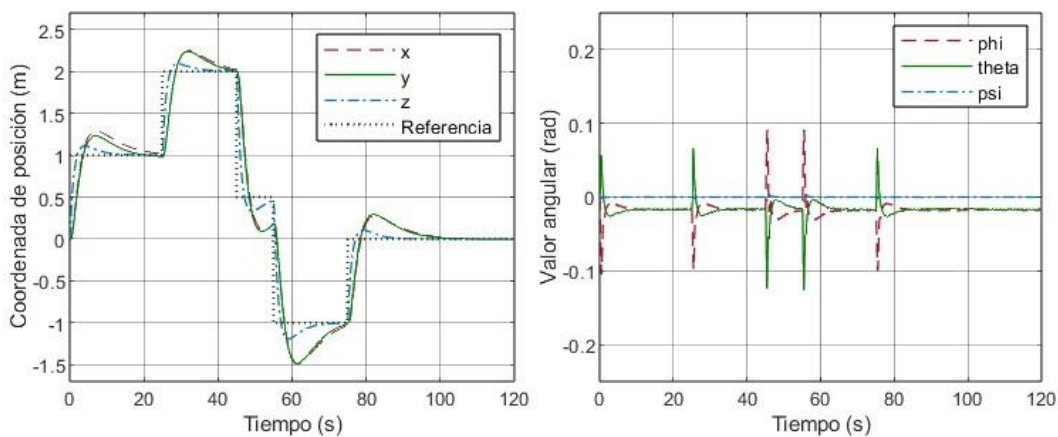 2.5
2
1.5
1
0.5
0
-0.5
-1
-1.5
Coordenada de posición (m)
x
y
z
Referencia
0 20 40 60 80 100 120
Tiempo (s)
0.2
0.1
0
-0.1
-0.2
Valor angular (rad)
phi
theta
psi
0 20 40 60 80 100 120
Tiempo (s)